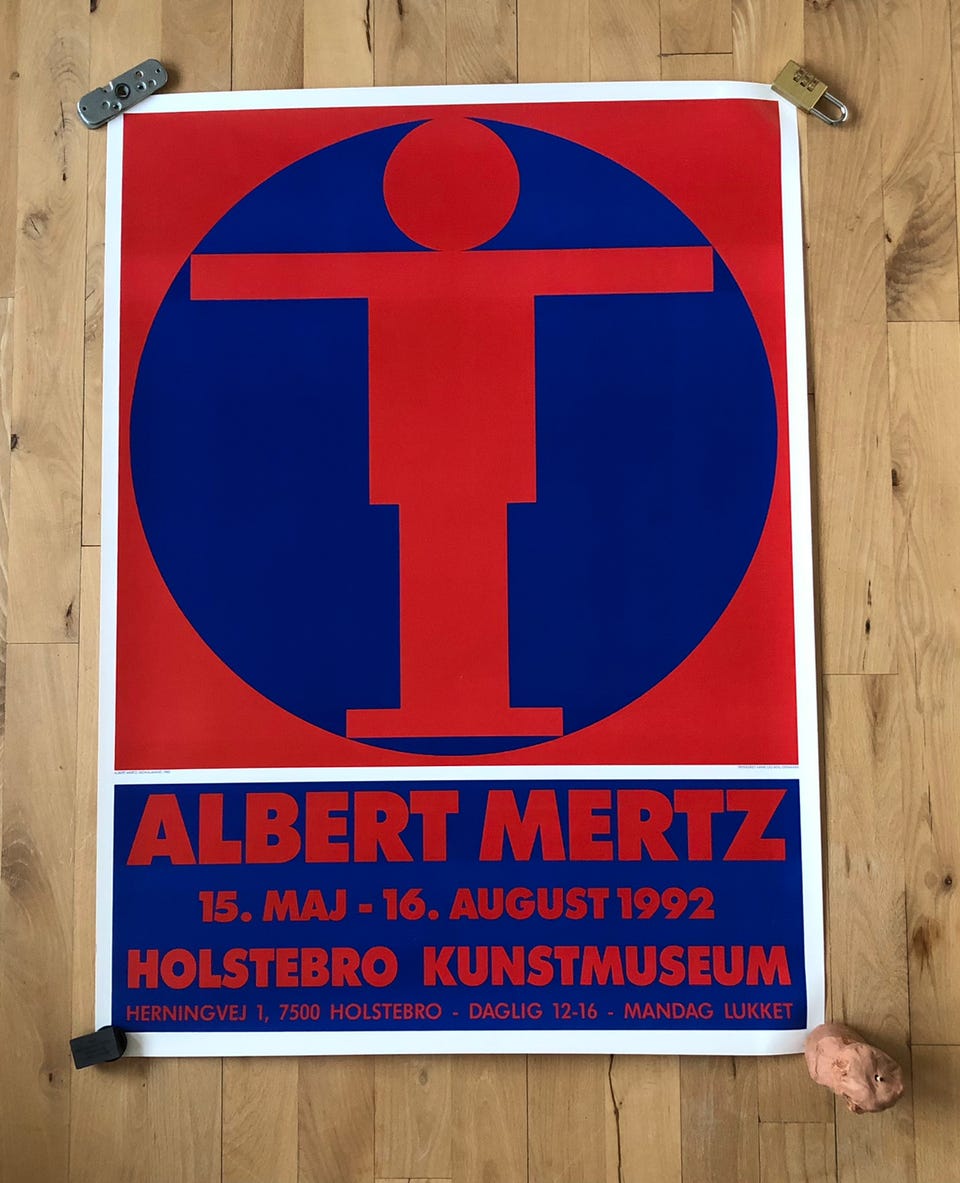 ALBERT MERTZ
15. MAJ - 16. AUGUST 1992
HOLSTEBRO KUNSTMUSEUM
HERNINGVEJ 1, 7500 HOLSTEBRO - DAGLIG 12-16 - MANDAG LUKKET